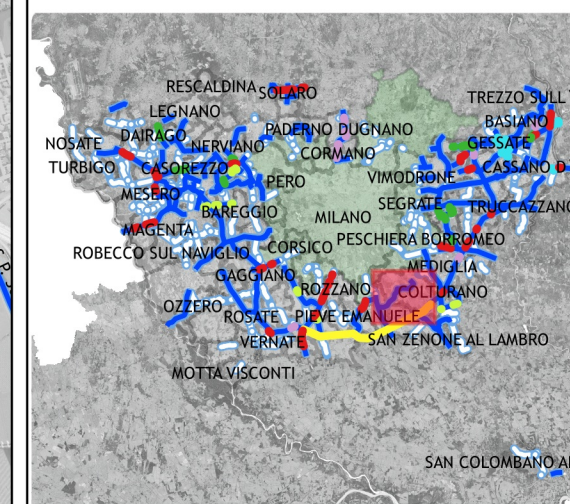 RESCALDINA
SOLARO
TREZZO SULL
LEGNANO
BASIANO
DAIRAGO
PADERNO DUGNANO
NOSATE
NERVIANO
GESSATE
CORMANO
TURBIGO
CASOREZZO
CASSANO D
VIMODRONE
PERO
MESERO
SEGRATE
TRUCCAZZANO
BAREGGIO
MILANO
MAGENTA
PESCHIERA BORROMEO
CORSICO
ROBECCO SUL NAVIGLIO
MEDIGLIA
GAGGIANO
ROZZANO
COLTURANO
OZZERO
ROSATE
PIEVE EMANUELE
VERNATE
SAN ZENONE AL LAMBRO
MOTTA VISCONTI
SAN COLOMBANO A